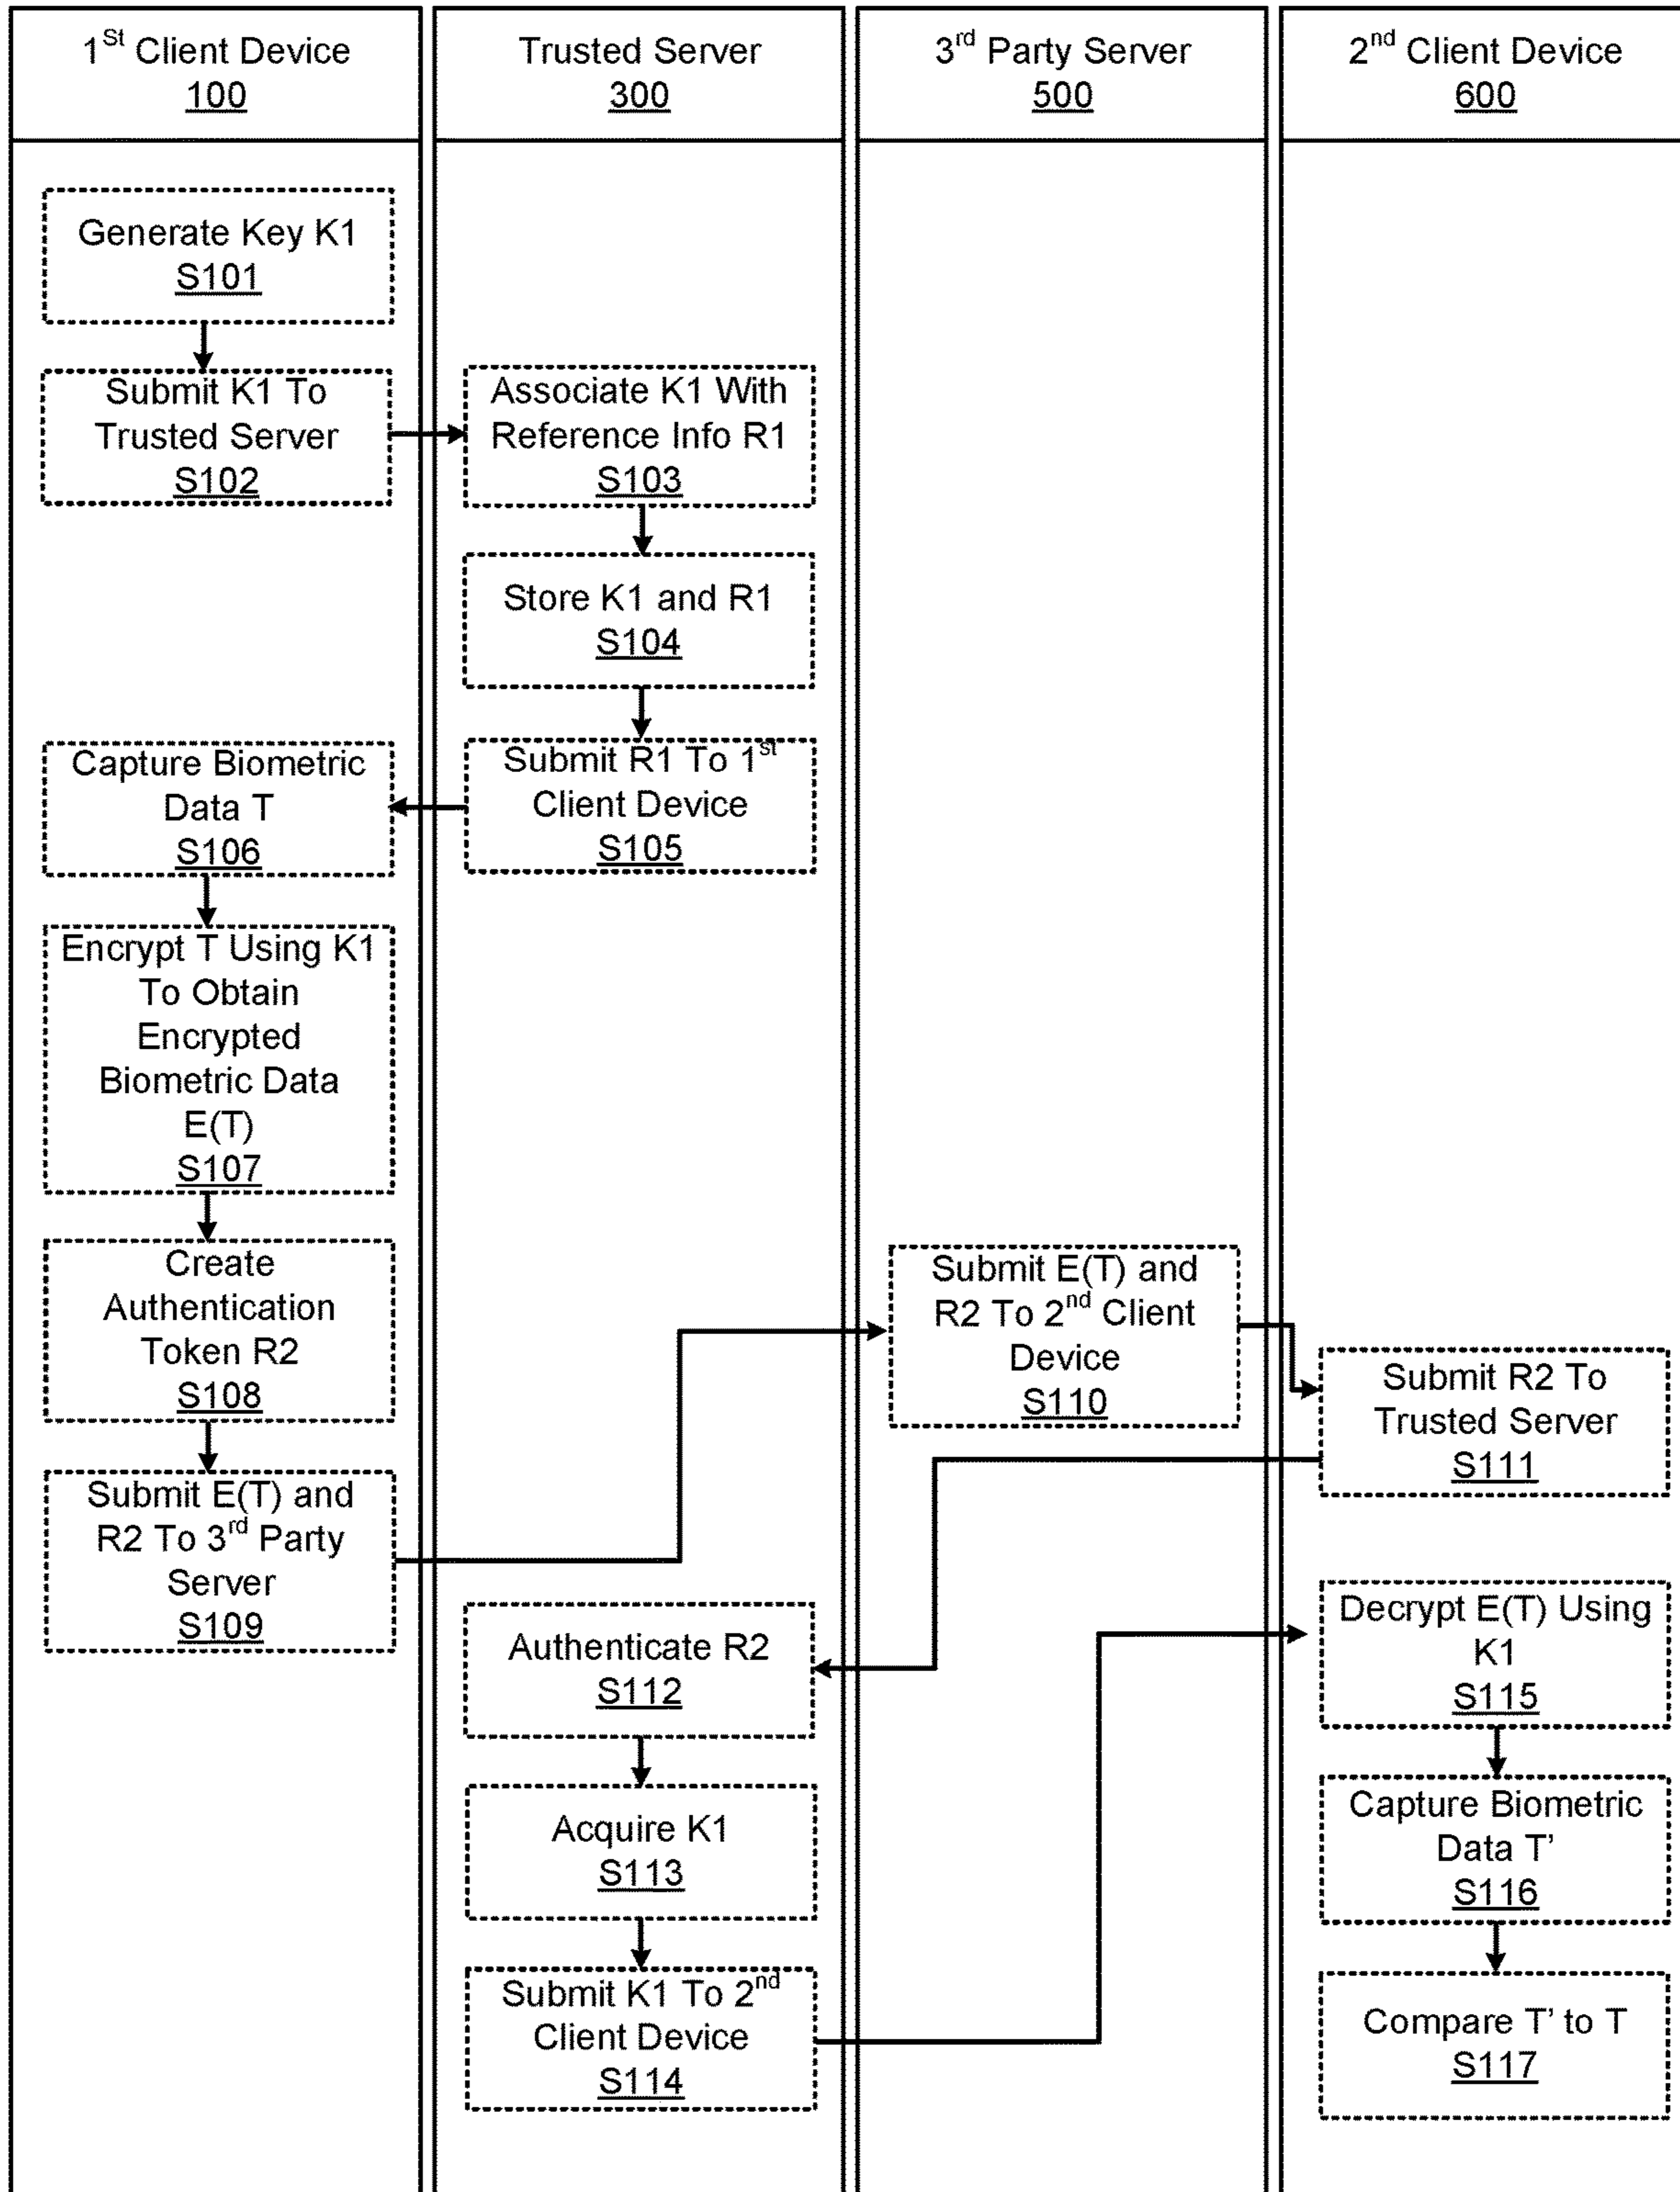 1St Client Device
100
Trusted Server
300
3rd Party Server
500
2nd Client Device
600
Generate Key K1
S101
Submit K1 To
Trusted Server
S102
Associate K1 With
Reference Info R1
S103
Store K1 and R1
S104
Submit R1 To 1st
Client Device
S105
Capture Biometric
Data T
S106
Encrypt T Using K1
To Obtain
Encrypted
Biometric Data
E(T)
S107
Create
Authentication
Token R2
S108
Submit E(T) and
R2 To 3rd Party
Server
S109
Submit E(T) and
R2 To 2nd Client
Device
S110
Submit R2 To
Trusted Server
S111
Authenticate R2
S112
Acquire K1
S113
Submit K1 To 2nd
Client Device
S114
Decrypt E(T) Using
K1
S115
Capture Biometric
Data T’
S116
Compare T’ to T
S117